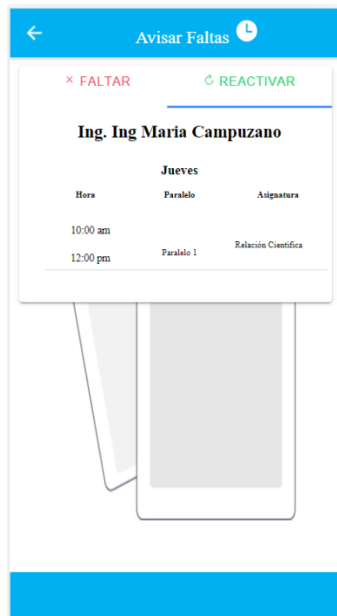 Avisar Faltas
× FALTAR
REACTIVAR
Ing. Ing Maria Campuzano
Jueves
Hora Paralelo Asignatura
10:00 am
12:00 pm Paralelo 1 Relación Cientifica